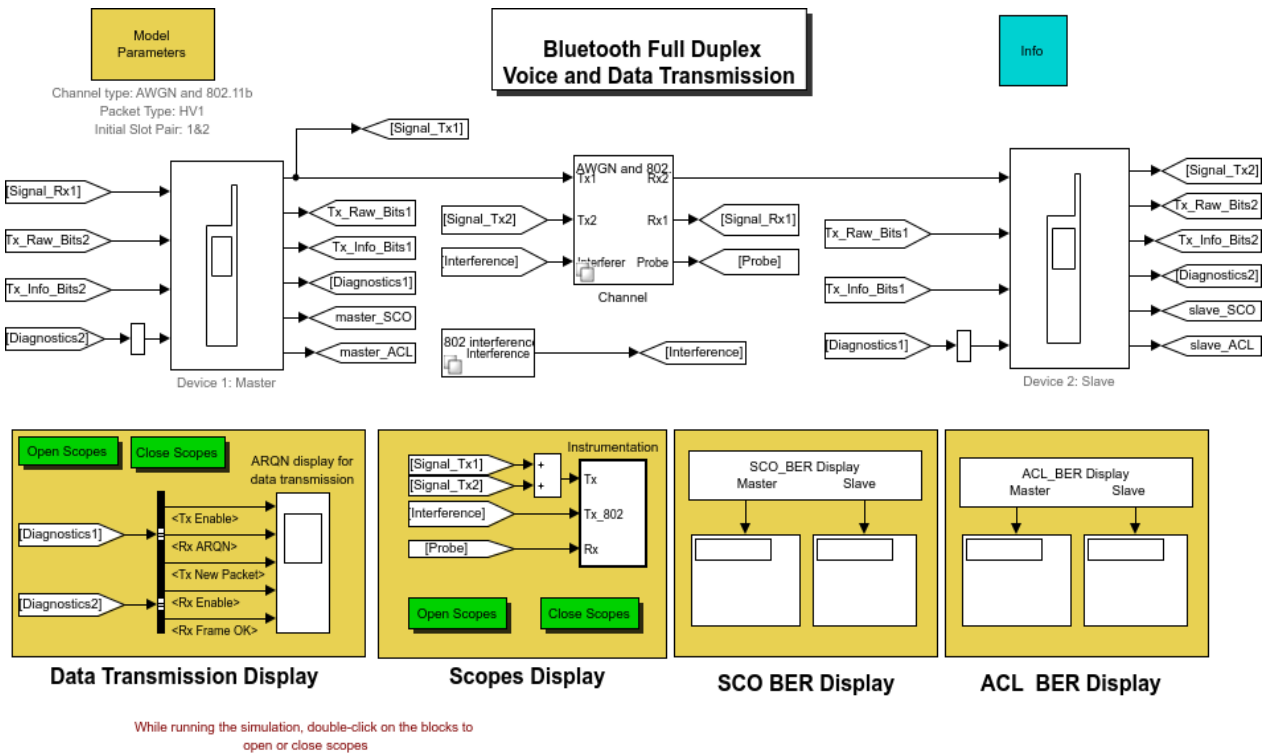 Model
Parameters
Bluetooth Full Duplex
Voice and Data Transmission
Info
Channel type: AWGN and 802.11b
Packet Type: HV1
Initial Slot Pair: 1&2
[Signal_Tx1]
[Signal_Rx1]
Tx_Raw_Bits2
Tx_Info_Bits2
[Diagnostics2]
Device 1: Master
Tx_Raw_Bits1
Tx_Info_Bits1
[Diagnostics1]
master_SCO
master_ACL
[Signal_Tx2]
[Interference]
AWGN and 802.
Tx1
Rx2
Tx2
Rx1
Interferer
Probe
Channel
[Signal_Rx1]
[Probe]
802 interference
Interference
[Interference]
Tx_Raw_Bits1
Tx_Info_Bits1
[Diagnostics1]
Device 2: Slave
[Signal_Tx2]
Tx_Raw_Bits2
Tx_Info_Bits2
[Diagnostics2]
slave_SCO
slave_ACL
Open Scopes
Close Scopes
ARQN display for
data transmission
[Diagnostics1]
[Diagnostics2]
<Tx Enable>
<Rx ARQN>
<Tx New Packet>
<Rx Enable>
<Rx Frame OK>
Data Transmission Display
Instrumentation
[Signal_Tx1]
[Signal_Tx2]
[Interference]
[Probe]
+
+
Tx
Tx_802
Rx
Open Scopes
Close Scopes
Scopes Display
SCO_BER Display
Master
Slave
SCO BER Display
ACL_BER Display
Master
Slave
ACL BER Display
While running the simulation, double-click on the blocks to
open or close scopes